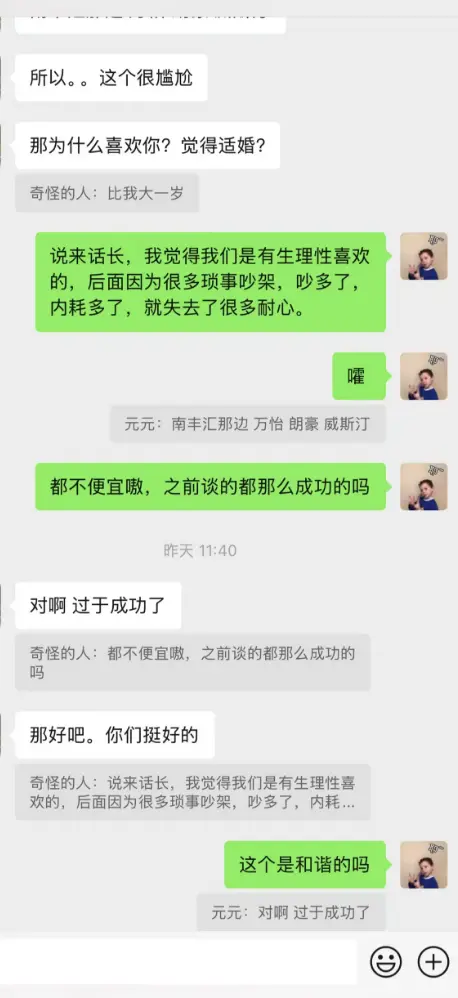 所以。。这个很尴尬
那为什么喜欢你？觉得适婚？
奇怪的人：比我大一岁
说来话长，我觉得我们是有生理性喜欢
的，后面因为很多琐事吵架，吵多了，
内耗多了，就失去了很多耐心。
嚯
元元：南丰汇那边 万怡 朗豪 威斯汀
都不便宜嗷，之前谈的都那么成功的吗
昨天 11:40
对啊 过于成功了
奇怪的人：都不便宜嗷，之前谈的都那么成功的
吗
那好吧。你们挺好的
奇怪的人：说来话长，我觉得我们是有生理性喜
欢的，后面因为很多琐事吵架，吵多了，内耗...
这个是和谐的吗
元元：对啊 过于成功了